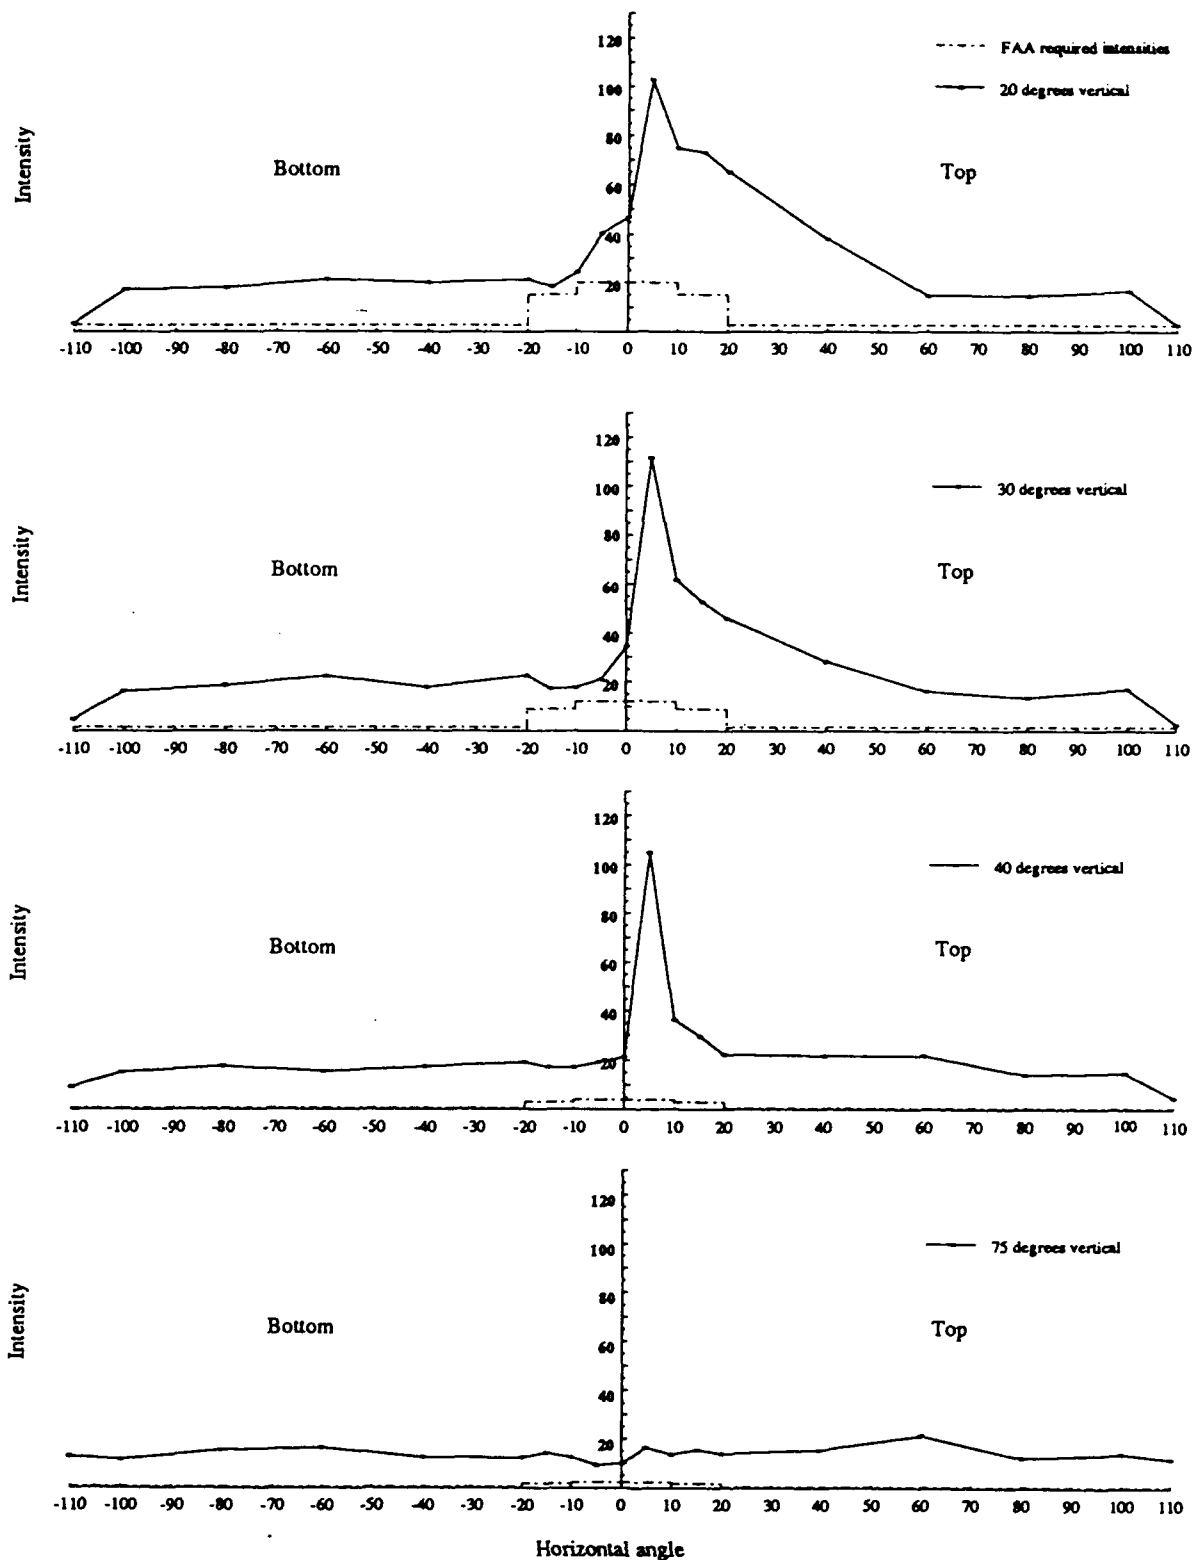 120
100
80
60
40
20
Intensity
Bottom
Top
FAA required intensities
20 degrees vertical
-110 -100 -90 -80 -70 -60 -50 -40 -30 -20 -10 0 10 20 30 40 50 60 70 80 90 100 110
120
100
80
60
40
20
Intensity
Bottom
Top
30 degrees vertical
-110 -100 -90 -80 -70 -60 -50 -40 -30 -20 -10 0 10 20 30 40 50 60 70 80 90 100 110
120
100
80
60
40
20
Intensity
Bottom
Top
40 degrees vertical
-110 -100 -90 -80 -70 -60 -50 -40 -30 -20 -10 0 10 20 30 40 50 60 70 80 90 100 110
120
100
80
60
40
20
Intensity
Bottom
Top
75 degrees vertical
-110 -100 -90 -80 -70 -60 -50 -40 -30 -20 -10 0 10 20 30 40 50 60 70 80 90 100 110
Horizontal angle